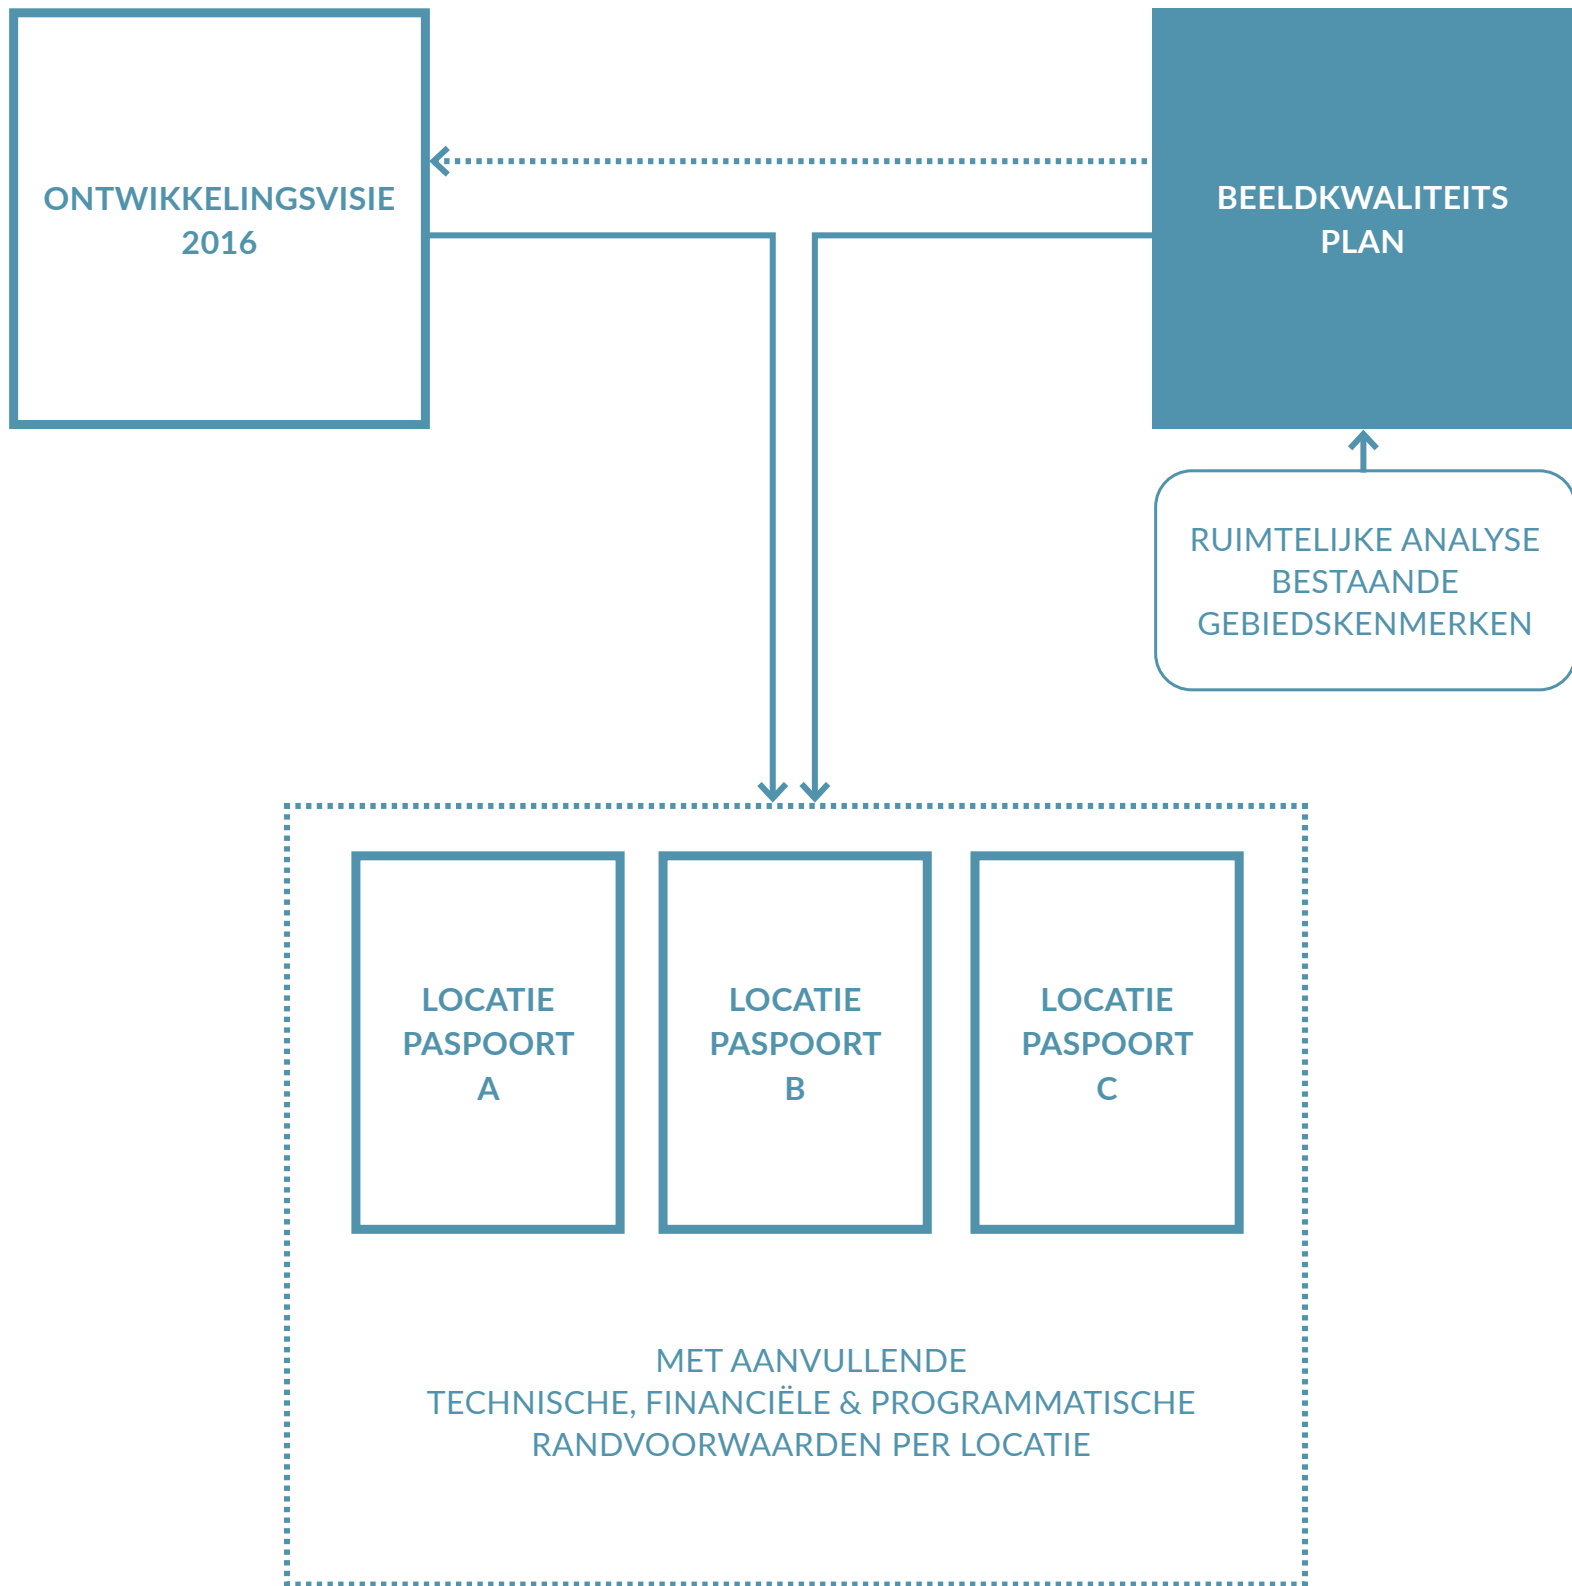 ONTWIKKELINGSVISIE
2016
BEELDKWALITEITS
PLAN
RUIMTELIJKE ANALYSE
BESTAANDE
GEBIEDSKENMERKEN
LOCATIE
PASPOORT
A
LOCATIE
PASPOORT
B
LOCATIE
PASPOORT
C
MET AANVULLENDE
TECHNISCHE, FINANCIËLE & PROGRAMMATISCHE
RANDVOORWAARDEN PER LOCATIE